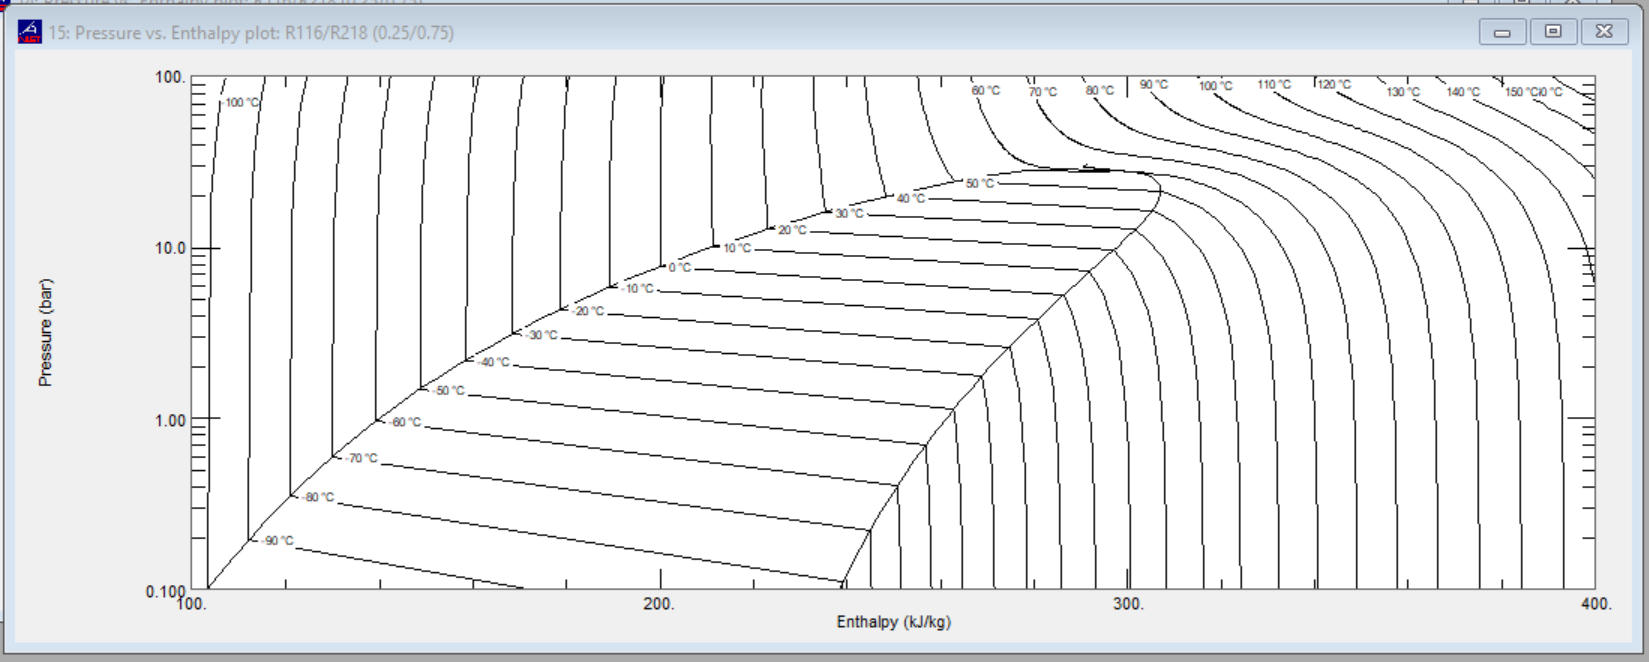 15: Pressure vs. Enthalpy plot: R116/R218 (0.25/0.75)
100.
-100 °C
60 °C
70 °C
80 °C
90 °C
100 °C
110 °C
120 °C
130 °C
140 °C
150 °C
50 °C
40 °C
30 °C
20 °C
10.0
10 °C
0 °C
-10 °C
-20 °C
-30 °C
-40 °C
-50 °C
1.00
-60 °C
-70 °C
-80 °C
-90 °C
0.100
Pressure (bar)
100.
200.
300.
400.
Enthalpy (kJ/kg)